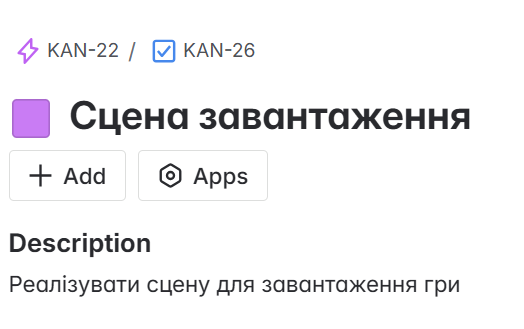 KAN-22 / KAN-26
Сцена завантаження
Add Apps
Description
Реалізувати сцену для завантаження гри